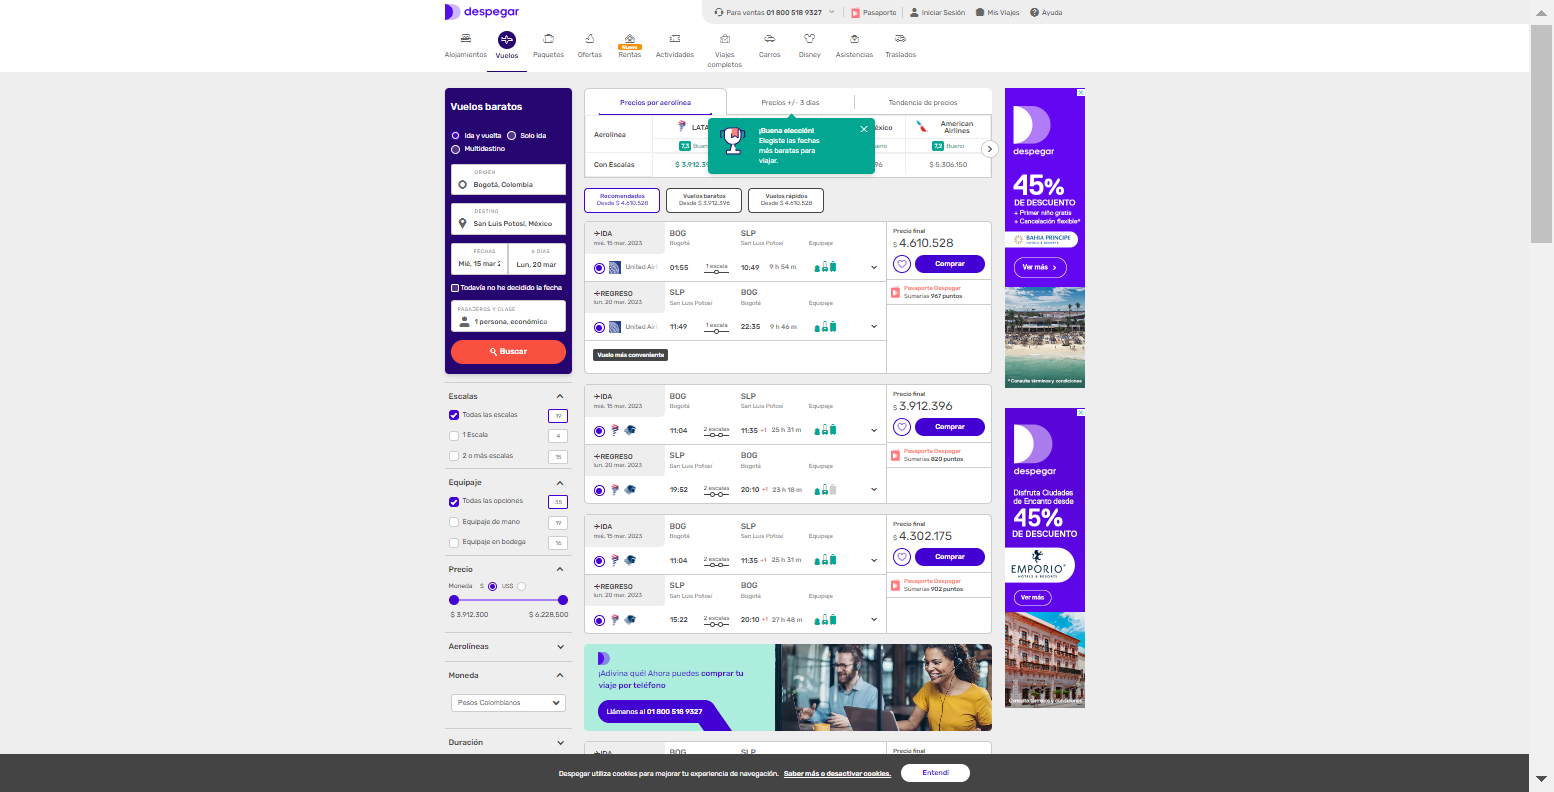 despegar
Para ventas 01 800 518 9327
Pasaporte
Iniciar Sesión
Mis Viajes
Ayuda
Alojamientos
Vuelos
Paquetes
Ofertas
Nuevo
Rentas
Actividades
Viajes
completos
Carros
Disney
Asistencias
Traslados
Vuelos baratos
Ida y vuelta
Solo ida
Multidestino
ORIGEN
Bogotá, Colombia
DESTINO
San Luis Potosí, México
FECHAS
Mié, 15 mar
6 DÍAS
Lun, 20 mar
Todavía no he decidido la fecha
PASAJEROS Y CLASE
1 persona, económica
Buscar
Escalas
Todas las escalas 19
1 Escala 4
2 o más escalas 15
Equipaje
Todas las opciones 35
Equipaje de mano 19
Equipaje en bodega 16
Precio
Moneda $ US$
$ 3.912.300 $ 6.228.500
Aerolíneas
Moneda
Pesos Colombianos
Duración
Precios por aerolínea
Precios +/- 3 días
Tendencia de precios
Aerolínea
LATA
American
Airlines
7,3 Buen
7,2 Bueno
Con Escalas
$ 3.912.39
96
$ 5.306.150
¡Buena elección!
Elegiste las fechas
más baratas para
viajar.
Recomendados
Desde $ 4.610.528
Vuelos baratos
Desde $ 3.912.396
Vuelos rápidos
Desde $ 4.610.528
IDA BOG SLP
mié. 15 mar. 2023 Bogotá San Luis Potosí Equipaje
United Airl 01:55 1 escala 10:49 9 h 54 m
REGRESO SLP BOG
lun. 20 mar. 2023 San Luis Potosí Bogotá Equipaje
United Airl 11:49 1 escala 22:35 9 h 46 m
Vuelo más conveniente
Precio final
$ 4.610.528
Comprar
Pasaporte Despegar
Sumarías 967 puntos
IDA BOG SLP
mié. 15 mar. 2023 Bogotá San Luis Potosí Equipaje
11:04 2 escalas 11:35 +1 25 h 31 m
REGRESO SLP BOG
lun. 20 mar. 2023 San Luis Potosí Bogotá Equipaje
19:52 2 escalas 20:10 +1 23 h 18 m
Precio final
$ 3.912.396
Comprar
Pasaporte Despegar
Sumarías 820 puntos
IDA BOG SLP
mié. 15 mar. 2023 Bogotá San Luis Potosí Equipaje
11:04 2 escalas 11:35 +1 25 h 31 m
REGRESO SLP BOG
lun. 20 mar. 2023 San Luis Potosí Bogotá Equipaje
15:22 2 escalas 20:10 +1 27 h 48 m
Precio final
$ 4.302.175
Comprar
Pasaporte Despegar
Sumarías 902 puntos
¡Adivina qué! Ahora puedes comprar tu
viaje por teléfono
Llámenos al 01 800 518 9327
IDA BOG SLP
Precio final
despegar
45%
DE DESCUENTO
+ Primer niño gratis
+ Cancelación flexible*
BAHIA PRINCIPE
HOTELS & RESORTS
Ver más
* Consulte términos y condiciones
despegar
Disfruta Ciudades
de Encanto desde
45%
DE DESCUENTO
EMPORIO
HOTELS & RESORTS
Ver más
Consulta términos y condiciones
Despegar utiliza cookies para mejorar tu experiencia de navegación. Saber más o desactivar cookies.
Entendí